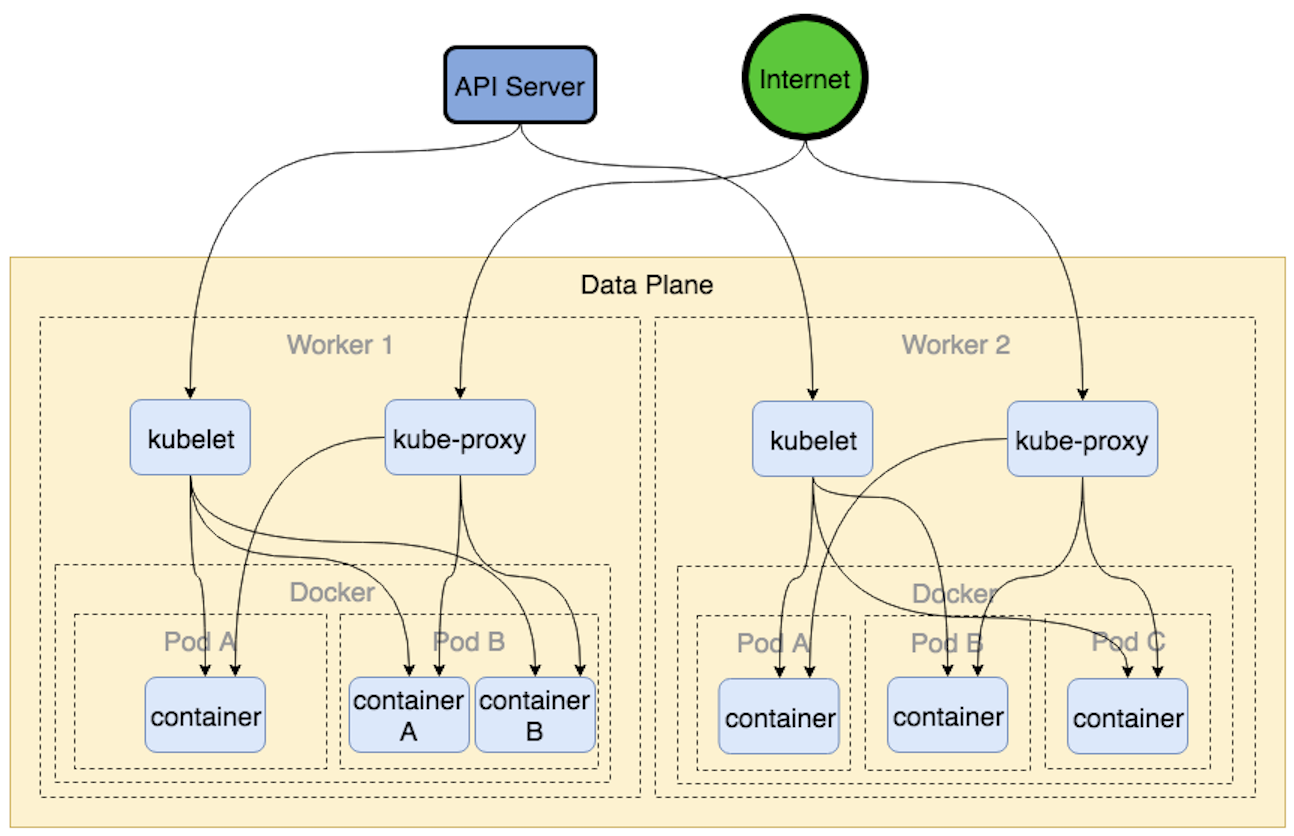 API Server
Internet
Data Plane
Worker 1
Worker 2
kubelet
kube-proxy
kubelet
kube-proxy
Docker
Docker
Pod A
Pod B
Pod A
Pod B
Pod C
container
container
A
container
B
container
container
container